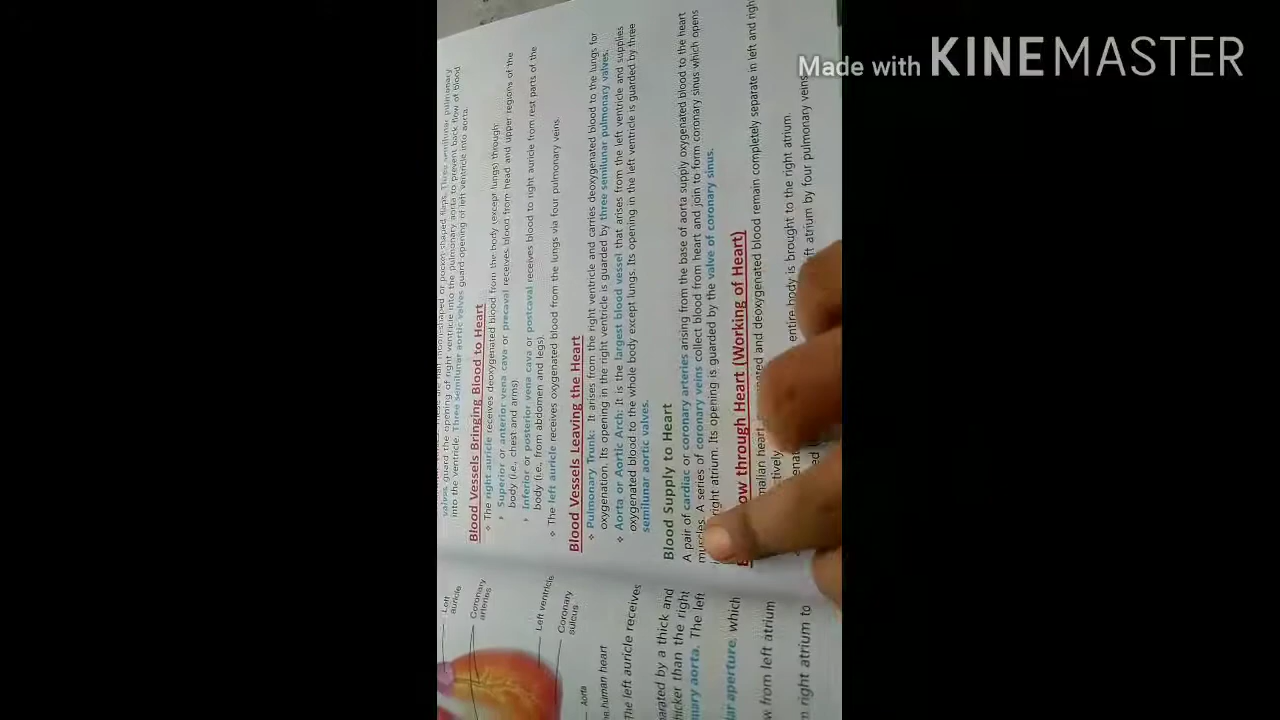 Made with KINEMASTER
valves guard the opening of right ventricle into the pulmonary aorta to prevent back flow of blood
into the ventricle. Three semilunar aortic valves guard opening of left ventricle into aorta.
Blood Vessels Bringing Blood to Heart
The right auricle receives deoxygenated blood from the body (except lungs) through:
Superior or anterior vena cava or precaval receives blood from head and upper regions of the
body (i.e., chest and arms).
Inferior or posterior vena cava or postcaval receives blood to right auricle from rest parts of the
body (i.e., from abdomen and legs).
The left auricle receives oxygenated blood from the lungs via four pulmonary veins.
Blood Vessels Leaving the Heart
Pulmonary Trunk: It arises from the right ventricle and carries deoxygenated blood to the lungs for
oxygenation. Its opening in the right ventricle is guarded by three semilunar pulmonary valves.
Aorta or Aortic Arch: It is the largest blood vessel that arises from the left ventricle and supplies
oxygenated blood to the whole body except lungs. Its opening in the left ventricle is guarded by three
semilunar aortic valves.
Blood Supply to Heart
A pair of cardiac or coronary arteries arising from the base of aorta supply oxygenated blood to the heart
muscles. A series of coronary veins collect blood from heart and join to form coronary sinus which opens
right atrium. Its opening is guarded by the valve of coronary sinus.
through Heart (Working of Heart)
heart and deoxygenated blood remain completely separate in left and
entire body is brought to the right atrium.
atrium by four pulmonary veins
Left
auricle
Coronary
arteries
Left ventricle
Coronary
sulcus
Aorta
human heart
The left auricle receives
by a thick and
than the right
aorta. The left
aperture, which
from left atrium
right atrium to